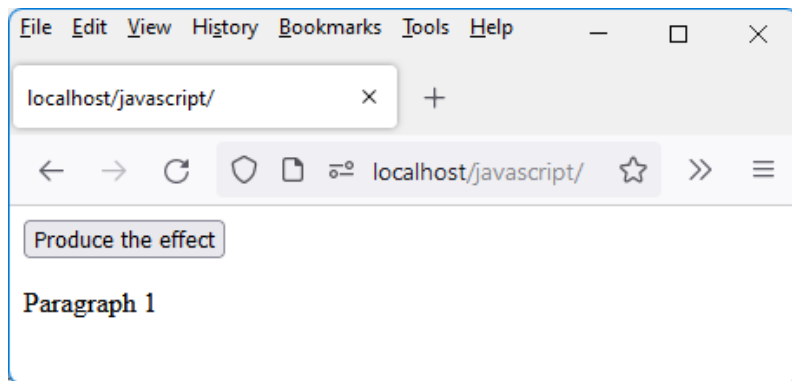 File Edit View History Bookmarks Tools Help
localhost/javascript/
localhost/javascript/
Produce the effect
Paragraph 1